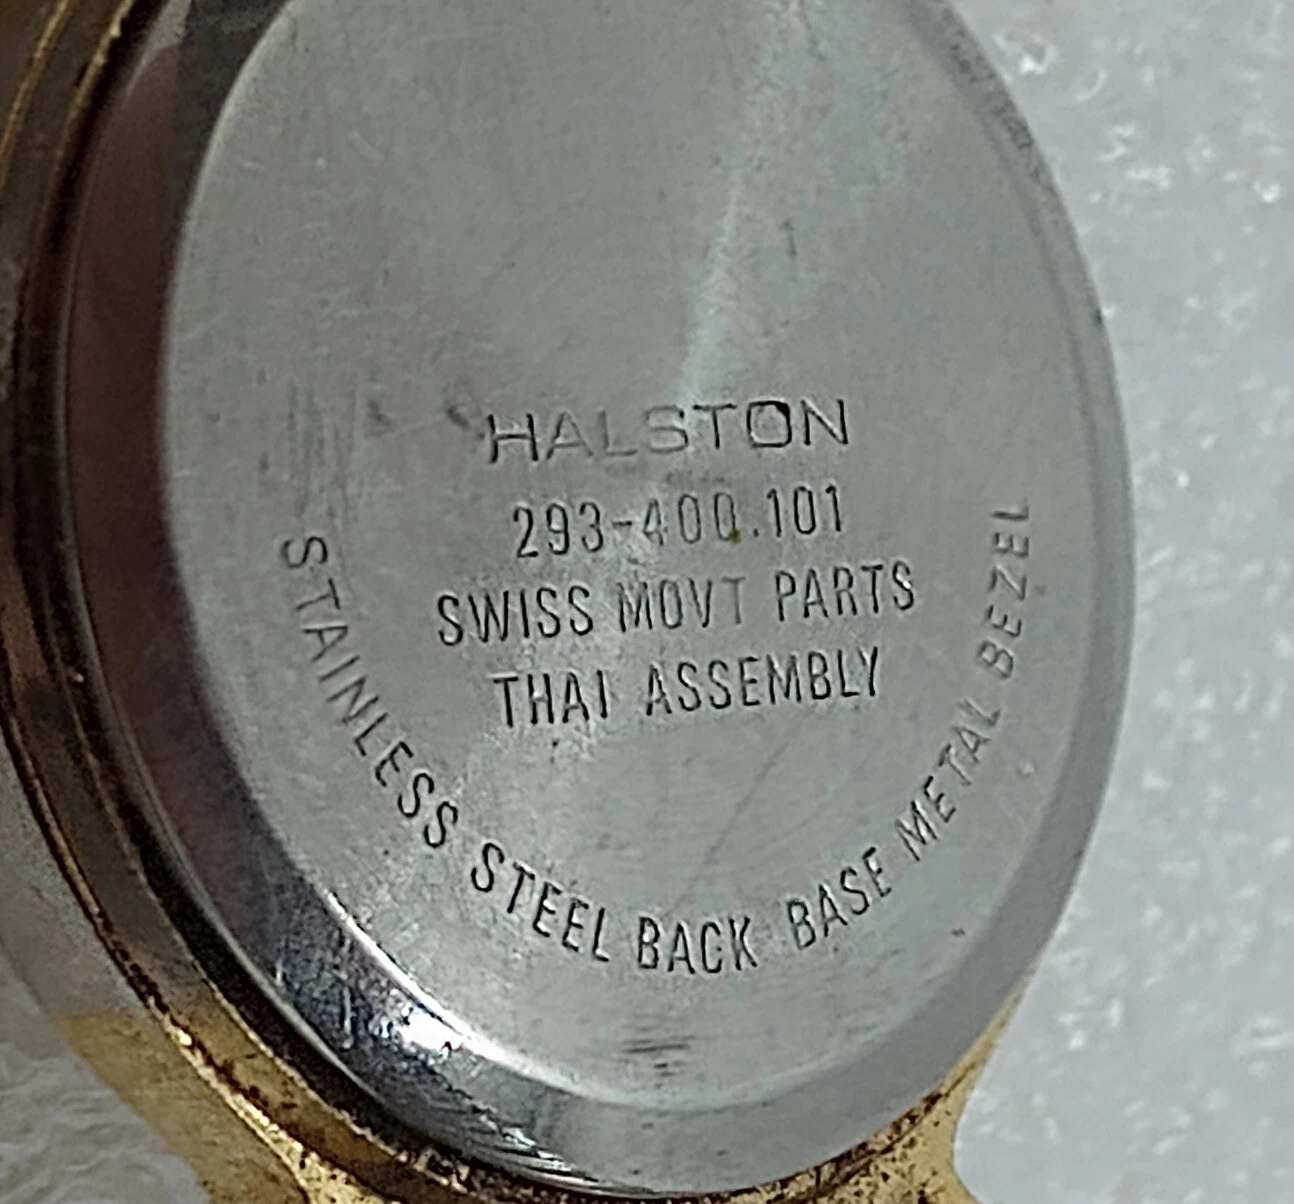 HALSTON
293-400.101
SWISS MOVT PARTS
THAI ASSEMBLY
STAINLESS STEEL BACK BASE METAL BEZEL